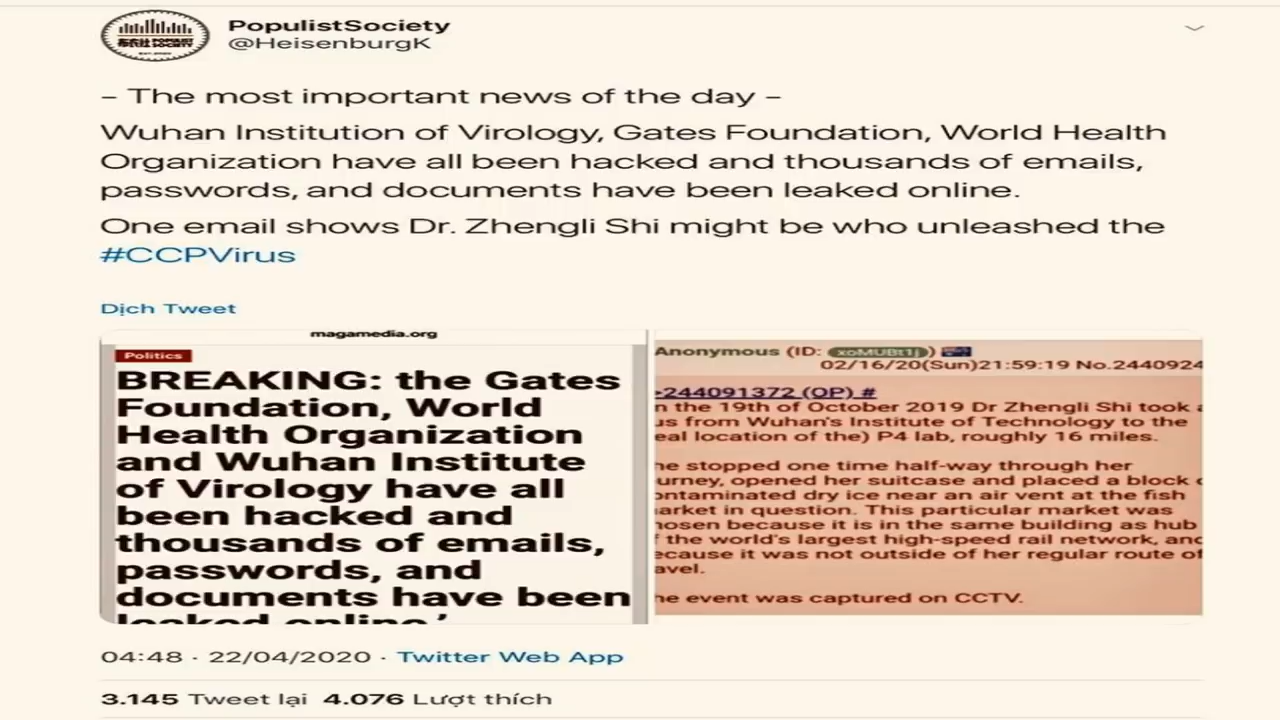 PopulistSociety
@HeisenburgK
– The most important news of the day –
Wuhan Institution of Virology, Gates Foundation, World Health
Organization have all been hacked and thousands of emails,
passwords, and documents have been leaked online.
One email shows Dr. Zhengli Shi might be who unleashed the
#CCPVirus
Dịch Tweet
magamedia.org
Politics
BREAKING: the Gates
Foundation, World
Health Organization
and Wuhan Institute
of Virology have all
been hacked and
thousands of emails,
passwords, and
documents have been
leaked online.'
Anonymous (ID: xoMUBt1j)
02/16/20(Sun)21:59:19 No.2440924
>244091372 (OP) #
n the 19th of October 2019 Dr Zhengli Shi took
us from Wuhan's Institute of Technology to the
eal location of the) P4 lab, roughly 16 miles.
he stopped one time half-way through her
urney, opened her suitcase and placed a block
ontaminated dry ice near an air vent at the fish
arket in question. This particular market was
hosen because it is in the same building as hub
f the world's largest high-speed rail network, and
ecause it was not outside of her regular route of
avel.
he event was captured on CCTV.
04:48 · 22/04/2020 · Twitter Web App
3.145 Tweet lại 4.076 Lượt thích